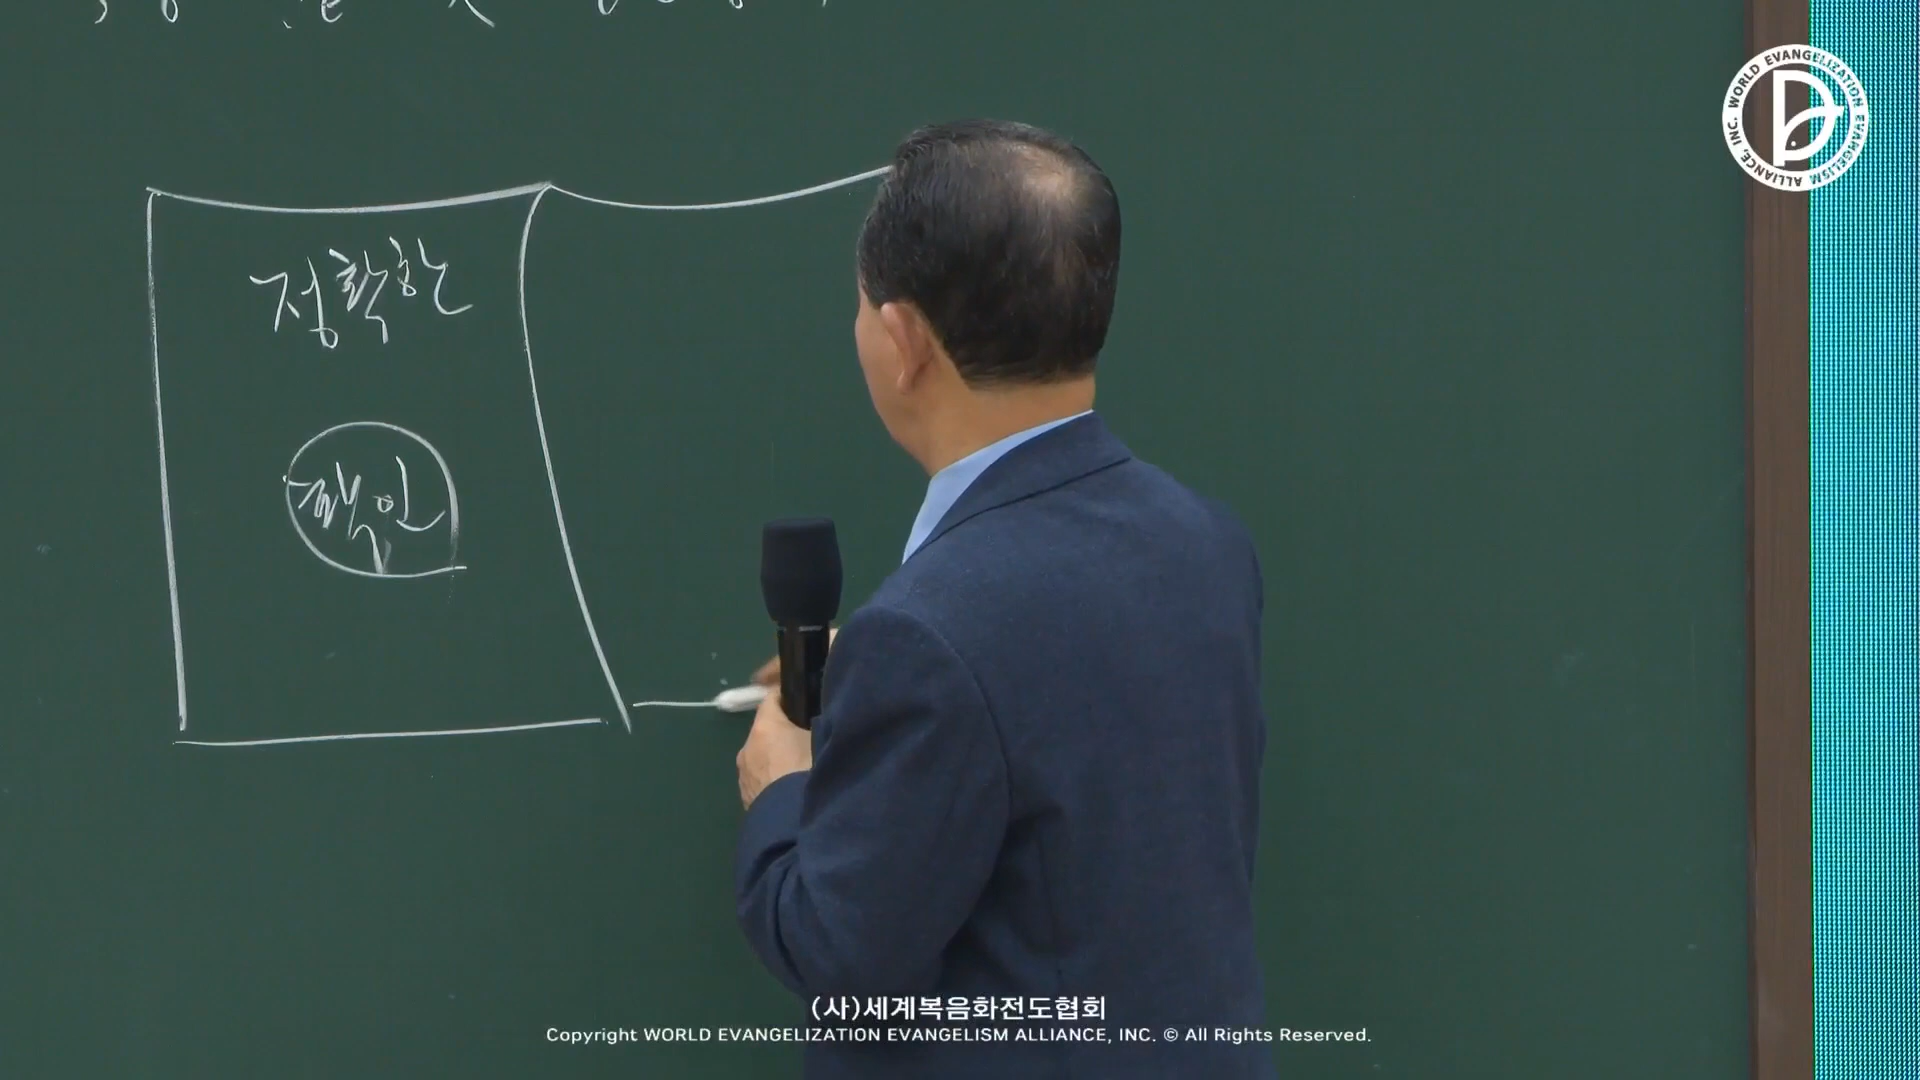 정확한
각인
WORLD EVANGELIZATION EVANGELISM ALLIANCE, INC.
(사)세계복음화전도협회
Copyright WORLD EVANGELIZATION EVANGELISM ALLIANCE, INC. © All Rights Reserved.